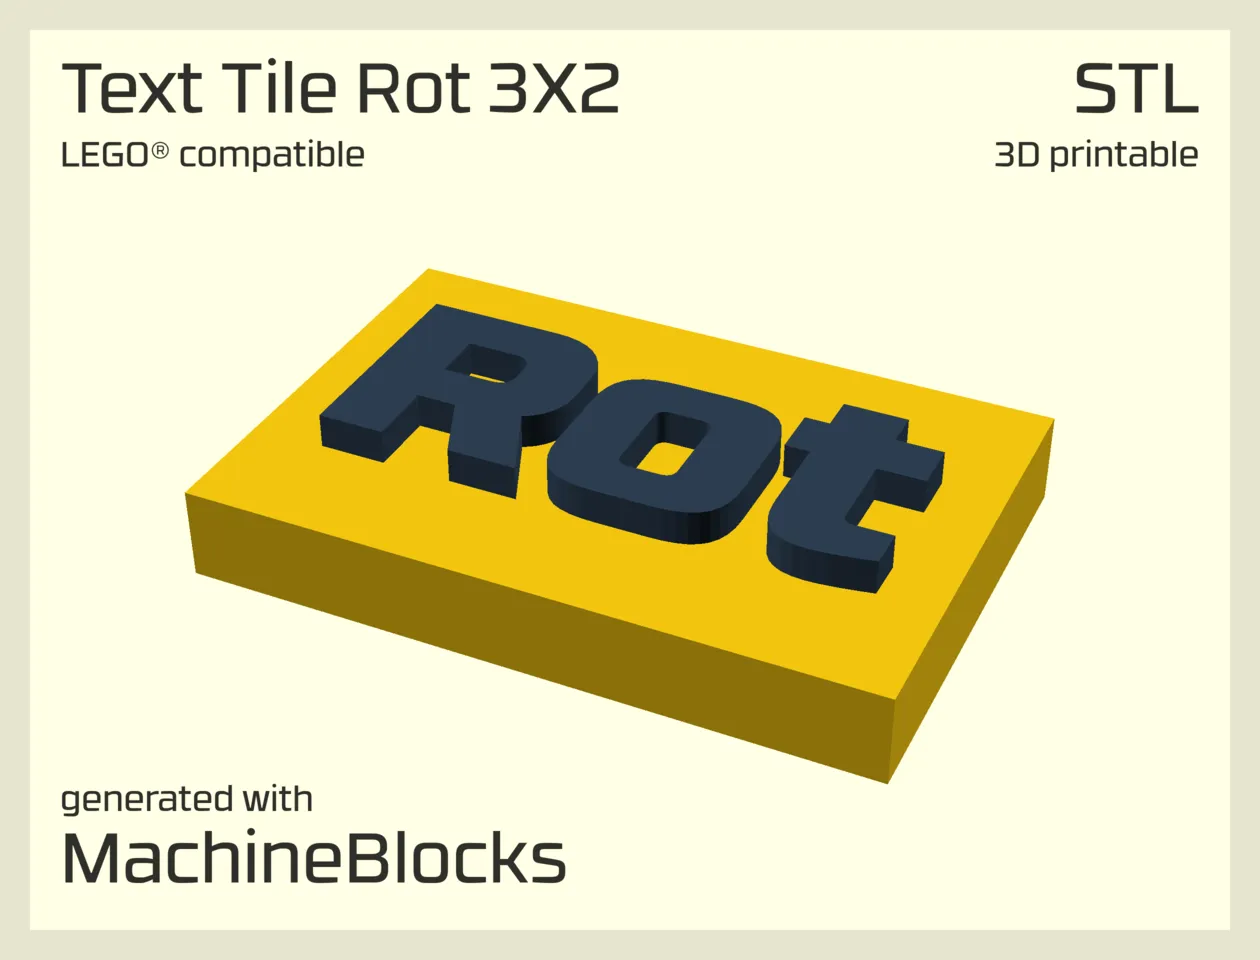 Text Tile Rot 3X2
LEGO® compatible
STL
3D printable
Rot
generated with
MachineBlocks